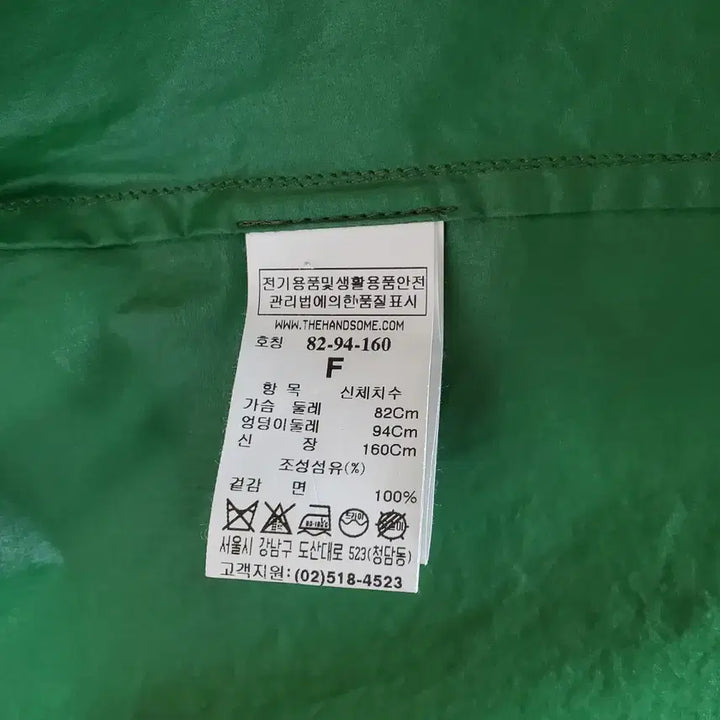 전기용품및생활용품안전
관리법에의한품질표시
WWW.THEHANDSOME.COM
호칭 82-94-160
F
항 목 신체치수
가슴 둘레 82Cm
엉덩이둘레 94Cm
신 장 160Cm
조성섬유(%)
겉감 면 100%
드라이
서울시 강남구 도산대로 523(청담동)
고객지원: (02)518-4523